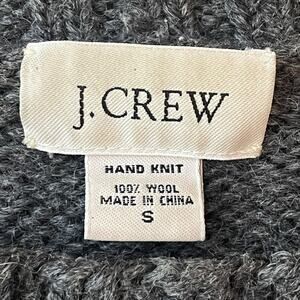 J.CREW
HAND KNIT
100% WOOL
MADE IN CHINA
S